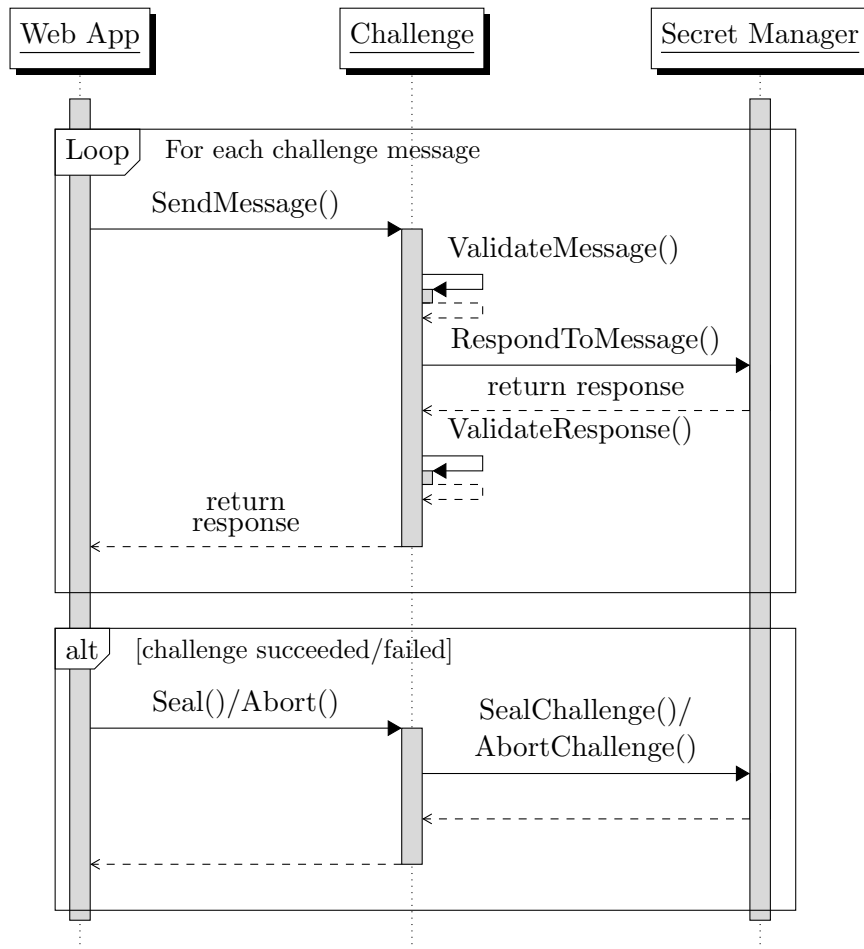 Web App
Challenge
Secret Manager
Loop
For each challenge message
SendMessage()
ValidateMessage()
RespondToMessage()
return response
ValidateResponse()
return
response
alt
[challenge succeeded/failed]
Seal()/Abort()
SealChallenge()/
AbortChallenge()